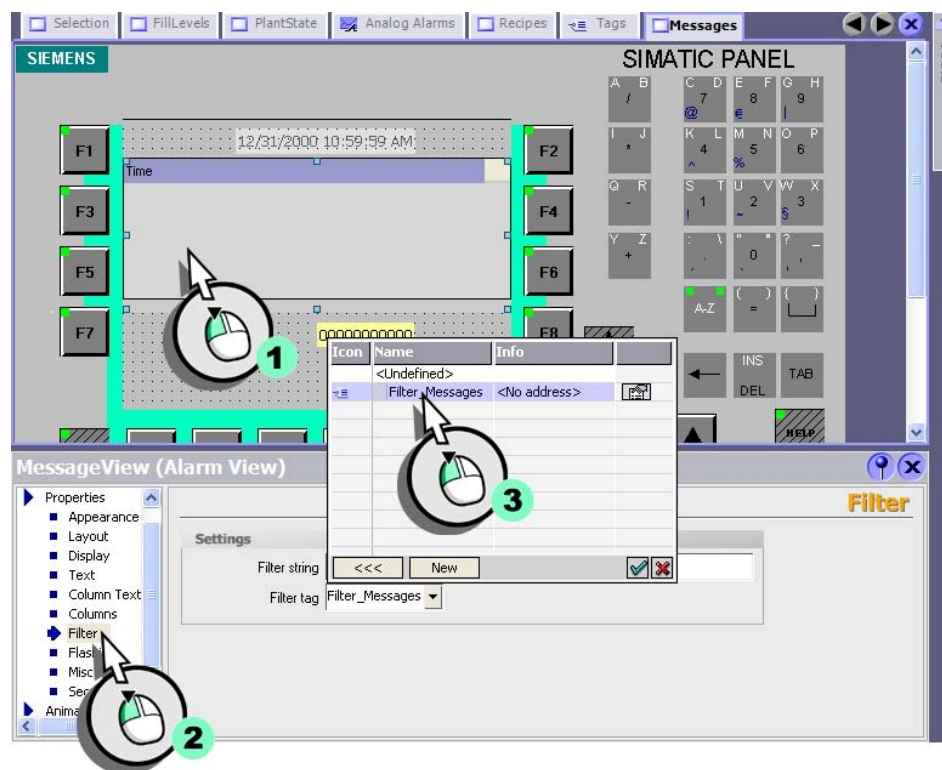 Selection FillLevels PlantState Analog Alarms Recipes Tags Messages
SIEMENS
SIMATIC PANEL
A B C D E F G H
/ 7 8 9
@ € |
I J K L M N O P
* 4 5 6
^ %
Q R S T U V W X
- 1 2 3
! ~ §
Y Z : \ " * ? _
+ . 0 ,
A-Z = ( ) { }
INS
DEL
TAB
HELP
F1
F2
F3
F4
F5
F6
F7
F8
12/31/2000 10:59:59 AM
Time
00000000000
1
Icon Name Info
<Undefined>
Filter_Messages <No address>
3
<<< New
MessageView (Alarm View)
Filter
Properties
Appearance
Layout
Display
Text
Column Text
Columns
Filter
Misc
Settings
Filter string
Filter tag Filter_Messages
2